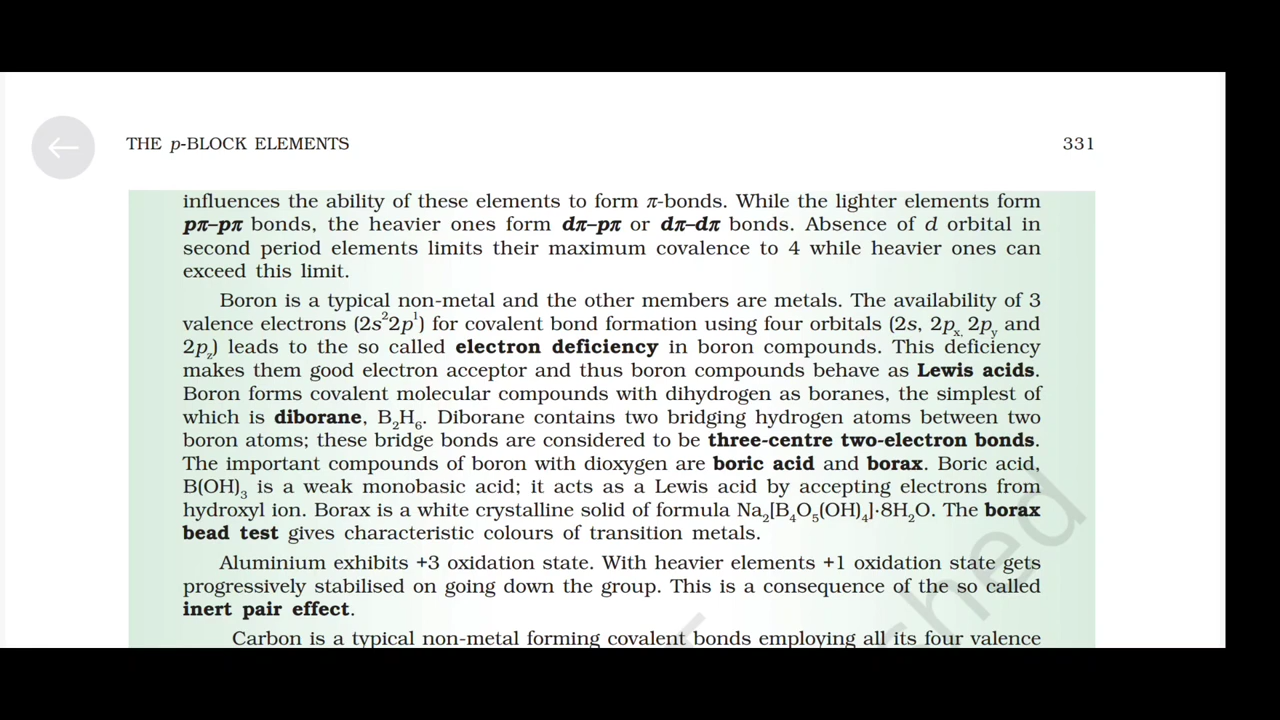 THE p-BLOCK ELEMENTS 331
influences the ability of these elements to form π-bonds. While the lighter elements form
pπ–pπ bonds, the heavier ones form dπ–pπ or dπ–dπ bonds. Absence of d orbital in
second period elements limits their maximum covalence to 4 while heavier ones can
exceed this limit.
Boron is a typical non-metal and the other members are metals. The availability of 3
valence electrons (2s²2p¹) for covalent bond formation using four orbitals (2s, 2pₓ, 2p_y and
2p_z) leads to the so called electron deficiency in boron compounds. This deficiency
makes them good electron acceptor and thus boron compounds behave as Lewis acids.
Boron forms covalent molecular compounds with dihydrogen as boranes, the simplest of
which is diborane, B₂H₆. Diborane contains two bridging hydrogen atoms between two
boron atoms; these bridge bonds are considered to be three-centre two-electron bonds.
The important compounds of boron with dioxygen are boric acid and borax. Boric acid,
B(OH)₃ is a weak monobasic acid; it acts as a Lewis acid by accepting electrons from
hydroxyl ion. Borax is a white crystalline solid of formula Na₂[B₄O₅(OH)₄]·8H₂O. The borax
bead test gives characteristic colours of transition metals.
Aluminium exhibits +3 oxidation state. With heavier elements +1 oxidation state gets
progressively stabilised on going down the group. This is a consequence of the so called
inert pair effect.
Carbon is a typical non-metal forming covalent bonds employing all its four valence